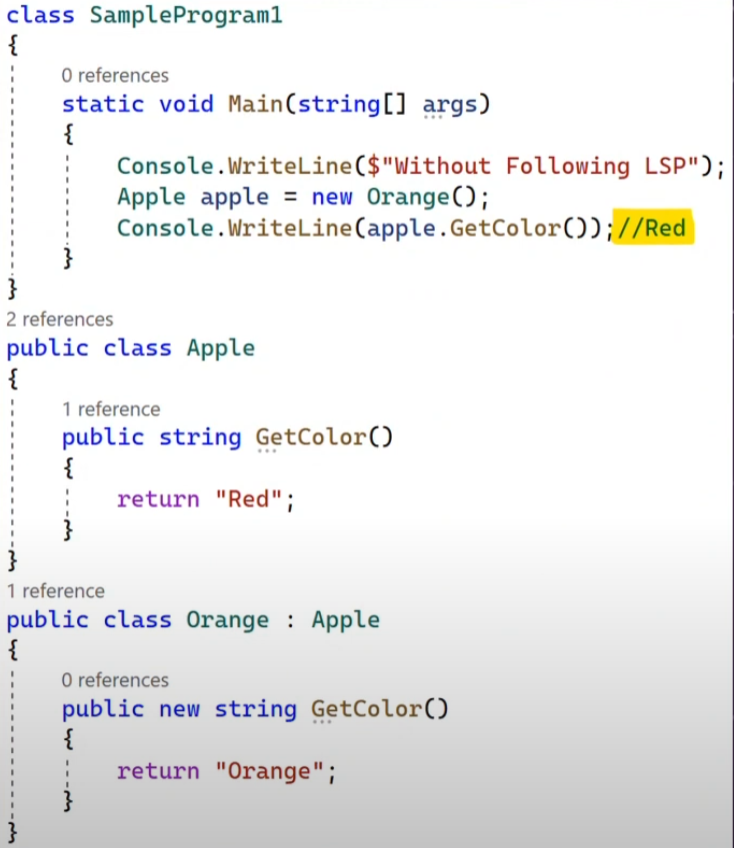 class SampleProgram1
{
0 references
static void Main(string[] args)
{
Console.WriteLine($"Without Following LSP");
Apple apple = new Orange();
Console.WriteLine(apple.GetColor());//Red
}
}
2 references
public class Apple
{
1 reference
public string GetColor()
{
return "Red";
}
}
1 reference
public class Orange : Apple
{
0 references
public new string GetColor()
{
return "Orange";
}
}